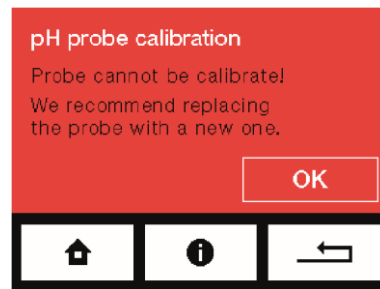 pH probe calibration
Probe cannot be calibrate!
We recommend replacing
the probe with a new one.
OK